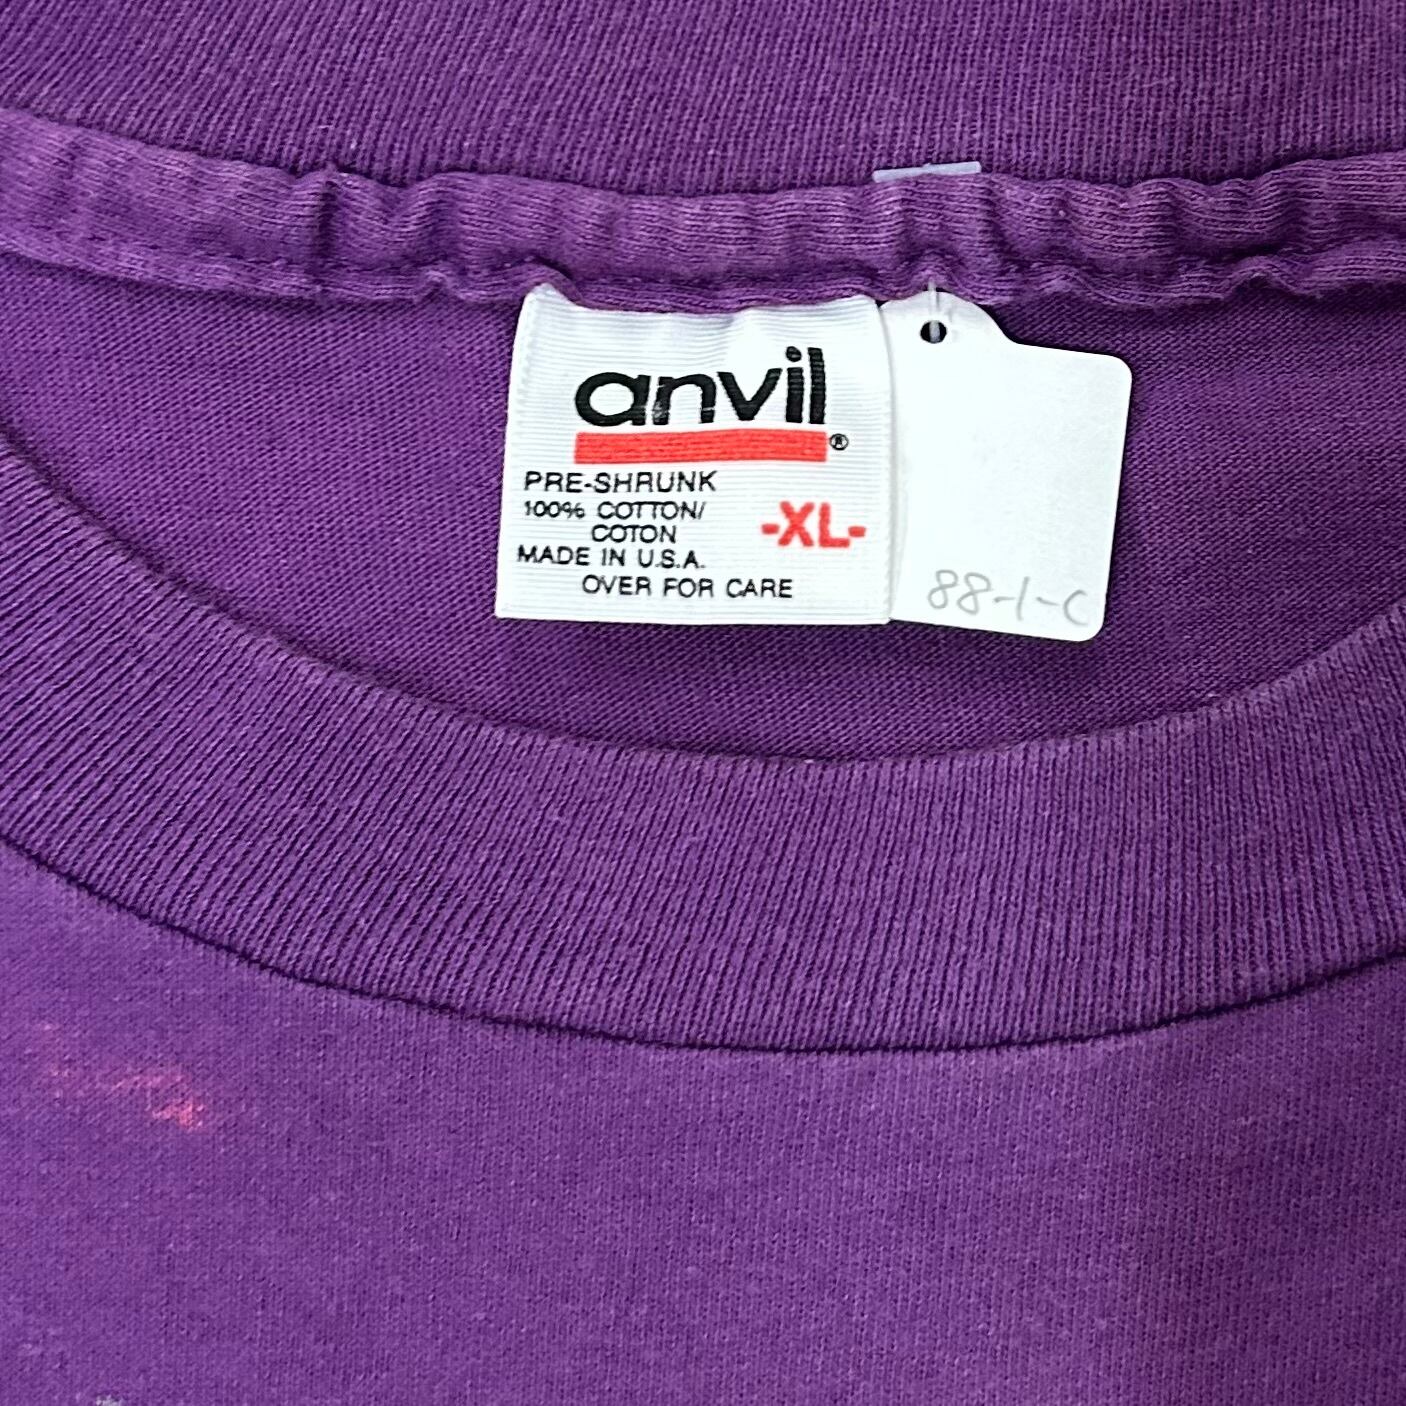 anvil®
PRE-SHRUNK
100% COTTON/
COTON
-XL-
MADE IN U.S.A.
OVER FOR CARE
88-1-C